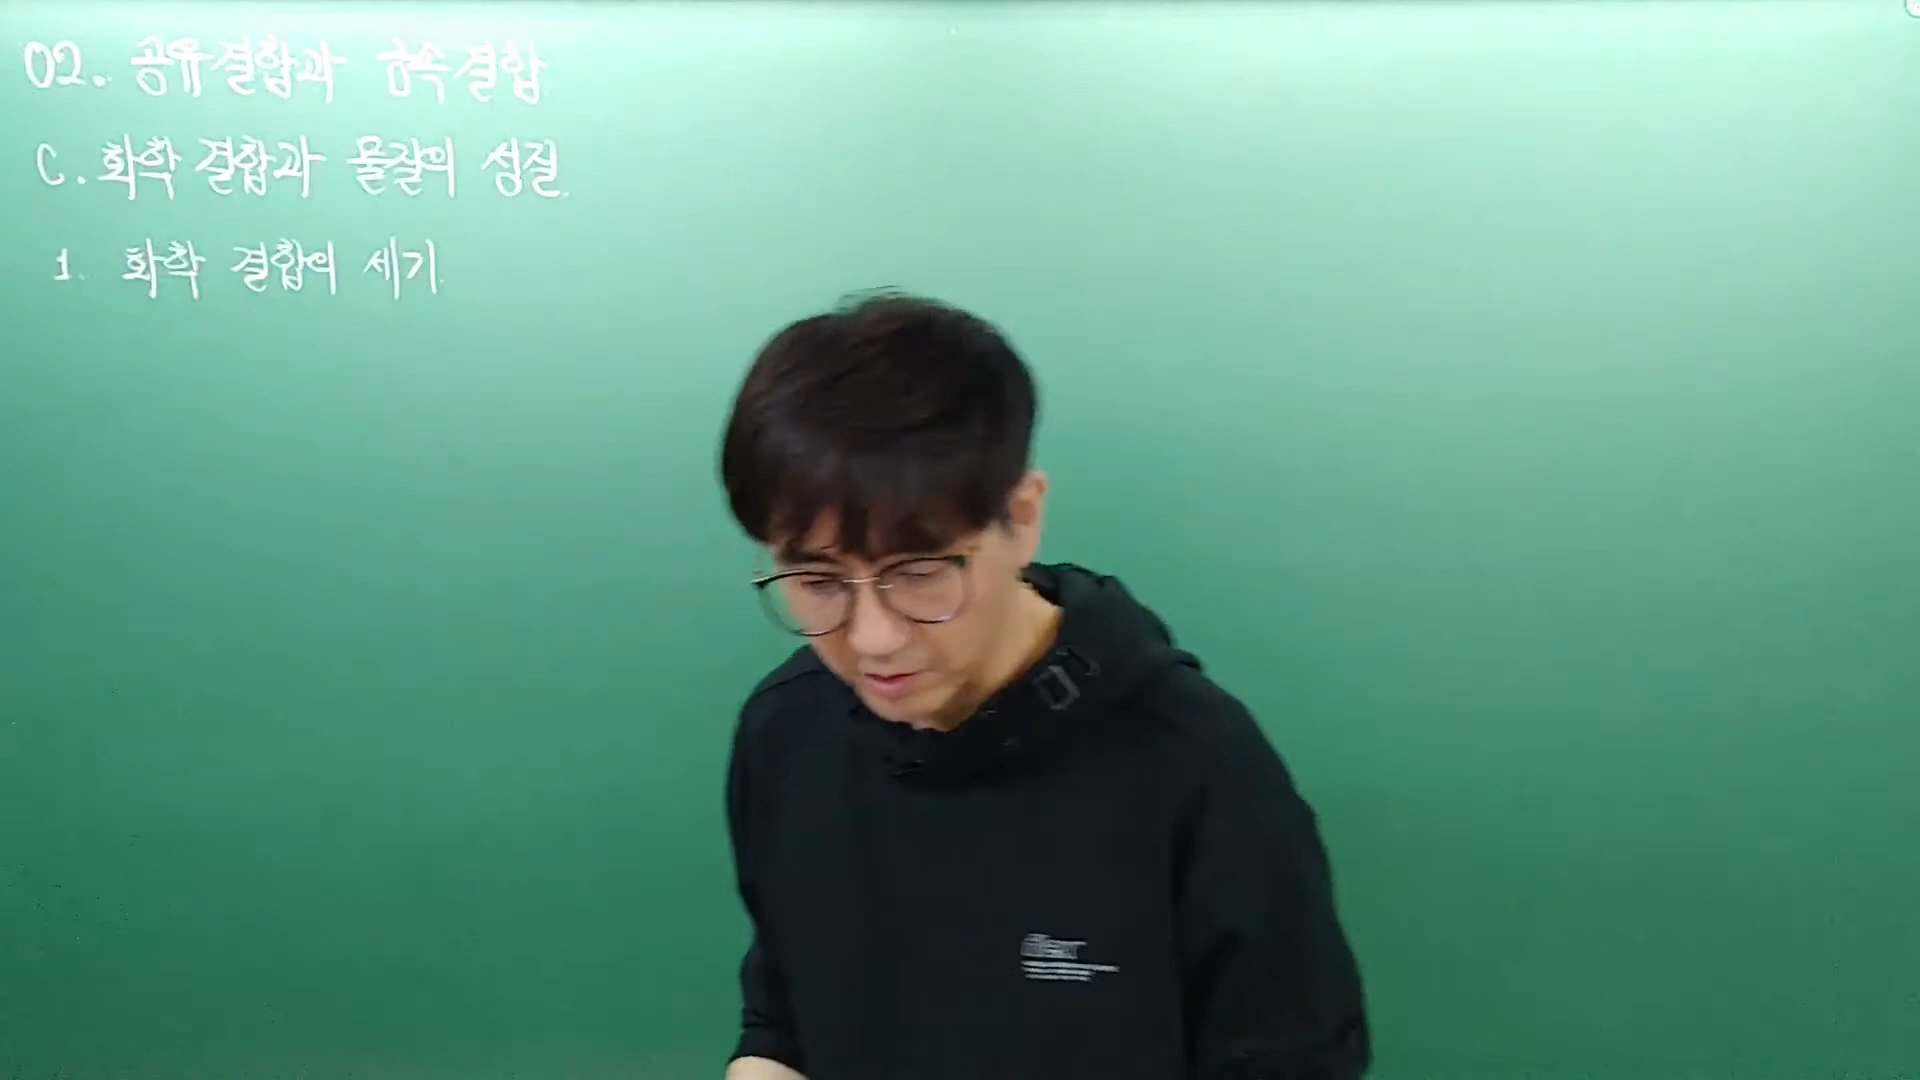 02. 공유결합과 금속결합
C. 화학 결합과 물질의 성질.
1. 화학 결합의 세기.